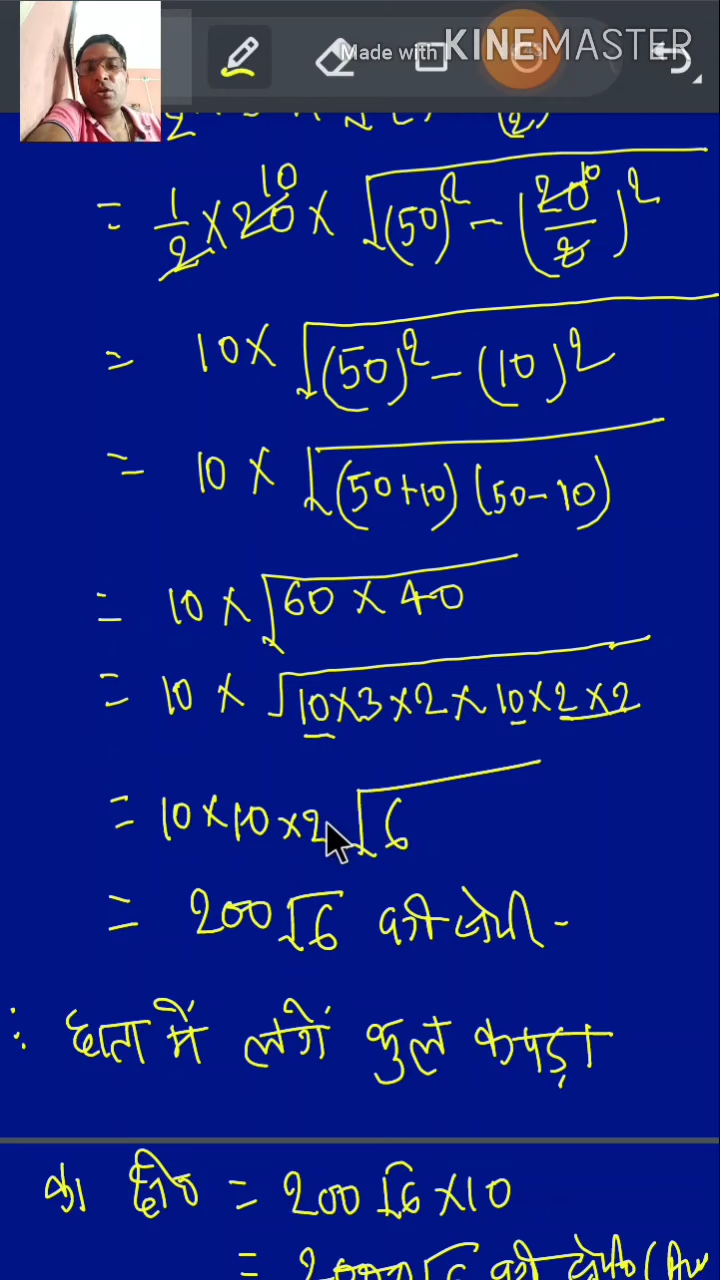 Made with KINEMASTER
= 1/2 × 20 10 × √(50)² - (20/2 10)²
= 10 × √(50)² - (10)²
= 10 × √(50+10) (50-10)
= 10 × √60 × 40
= 10 × √10×3×2×10×2×2
= 10×10×2√6
= 200√6
∴ छाता में लगे कुल कपड़ा
का = 200√6 ×10
=